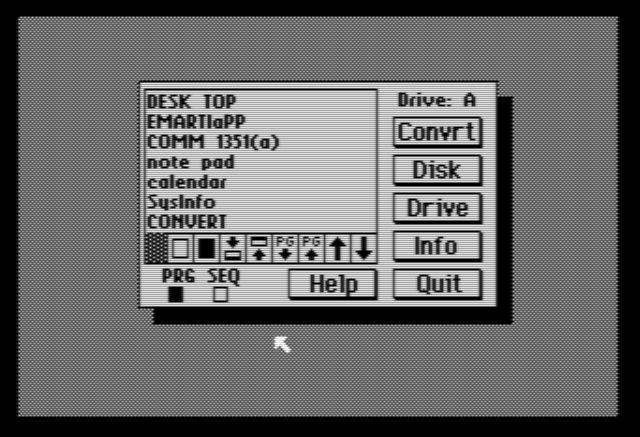 DESK TOP
EMARTIaPP
COMM 1351(a)
note pad
calendar
SysInfo
CONVERT
PG PG
PRG SEQ
Help
Drive: A
Convrt
Disk
Drive
Info
Quit